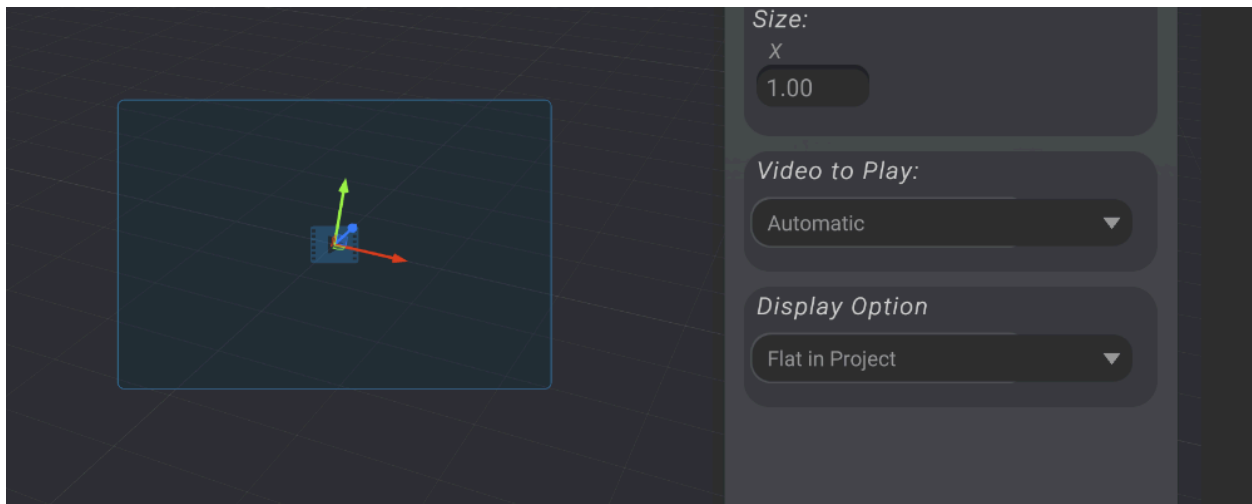 Size:
X
1.00
Video to Play:
Automatic
Display Option
Flat in Project